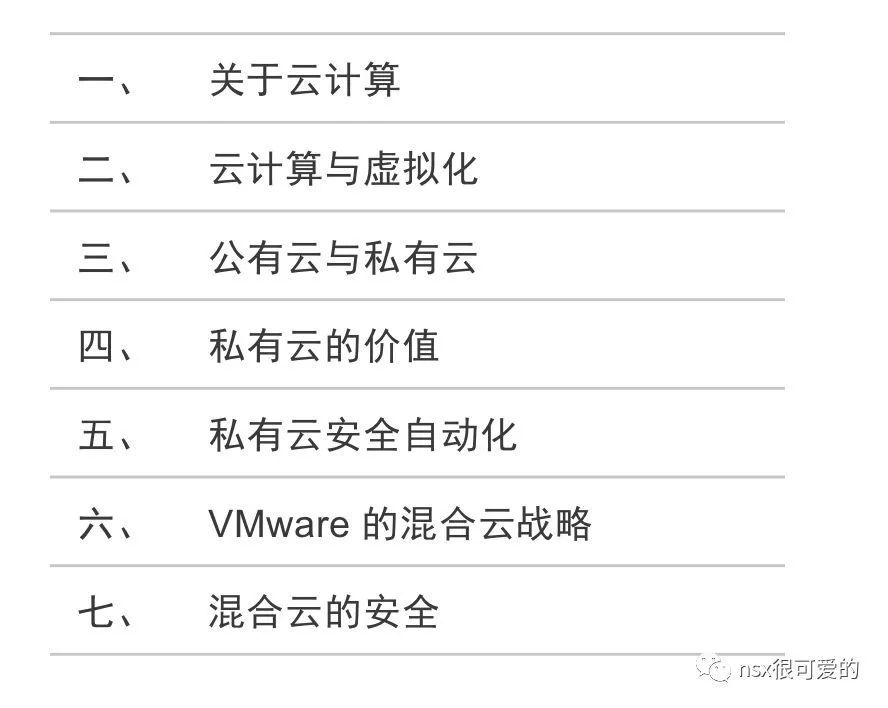 一、 关于云计算
二、 云计算与虚拟化
三、 公有云与私有云
四、 私有云的价值
五、 私有云安全自动化
六、 VMware 的混合云战略
七、 混合云的安全
nsx很可爱的